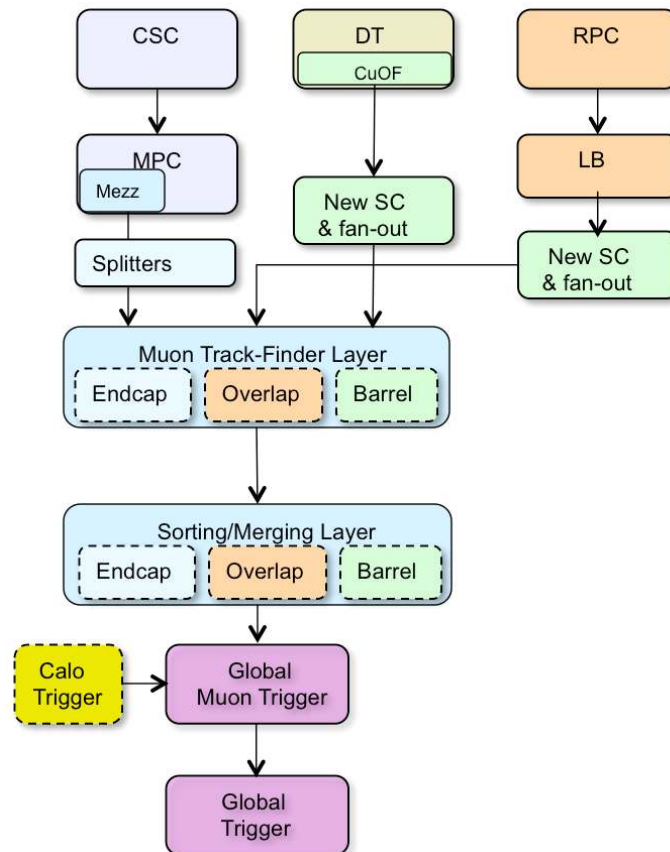 CSC
DT
RPC
CuOF
MPC
LB
Mezz
New SC
& fan-out
Splitters
New SC
& fan-out
Muon Track-Finder Layer
Endcap
Overlap
Barrel
Sorting/Merging Layer
Endcap
Overlap
Barrel
Calo
Trigger
Global
Muon Trigger
Global
Trigger